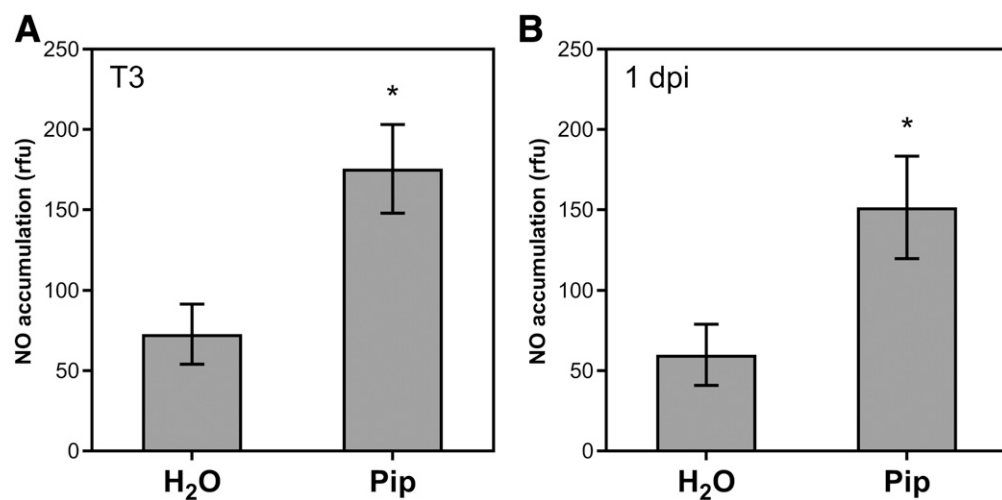 A
NO accumulation (rfu)
250
200
150
100
50
0
T3
*
H₂O
Pip
B
NO accumulation (rfu)
250
200
150
100
50
0
1 dpi
*
H₂O
Pip